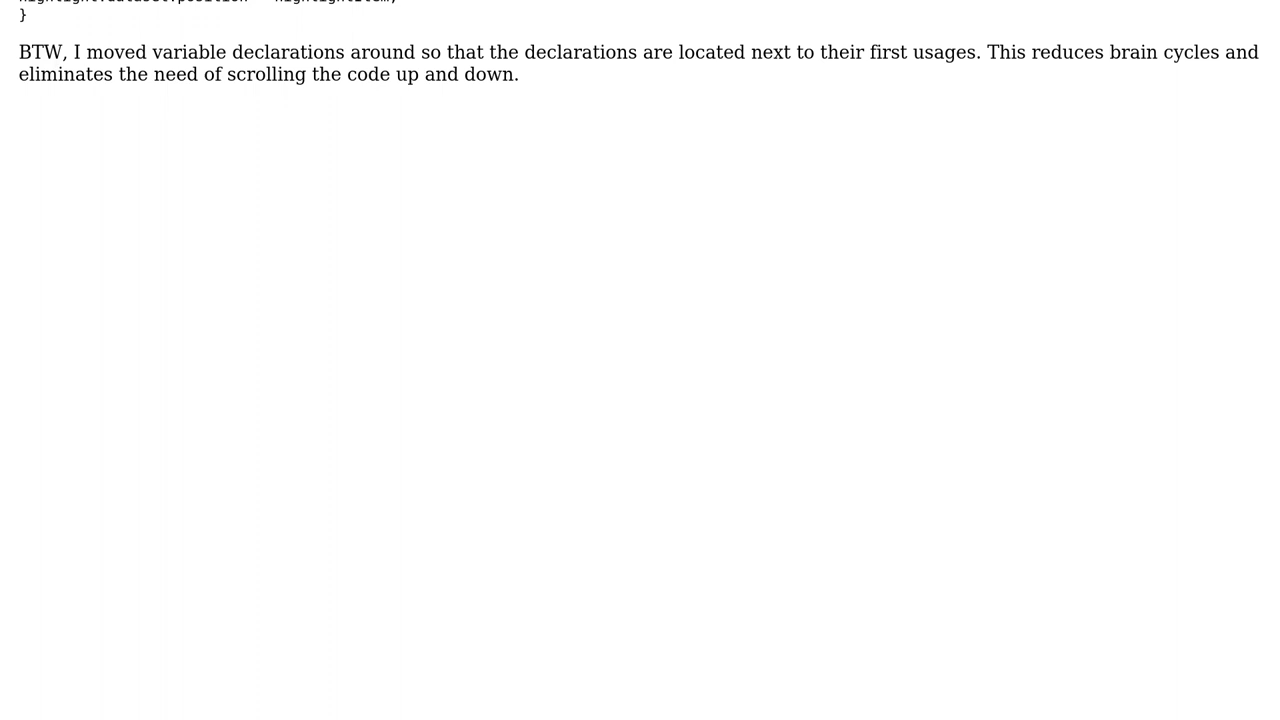 }
BTW, I moved variable declarations around so that the declarations are located next to their first usages. This reduces brain cycles and
eliminates the need of scrolling the code up and down.